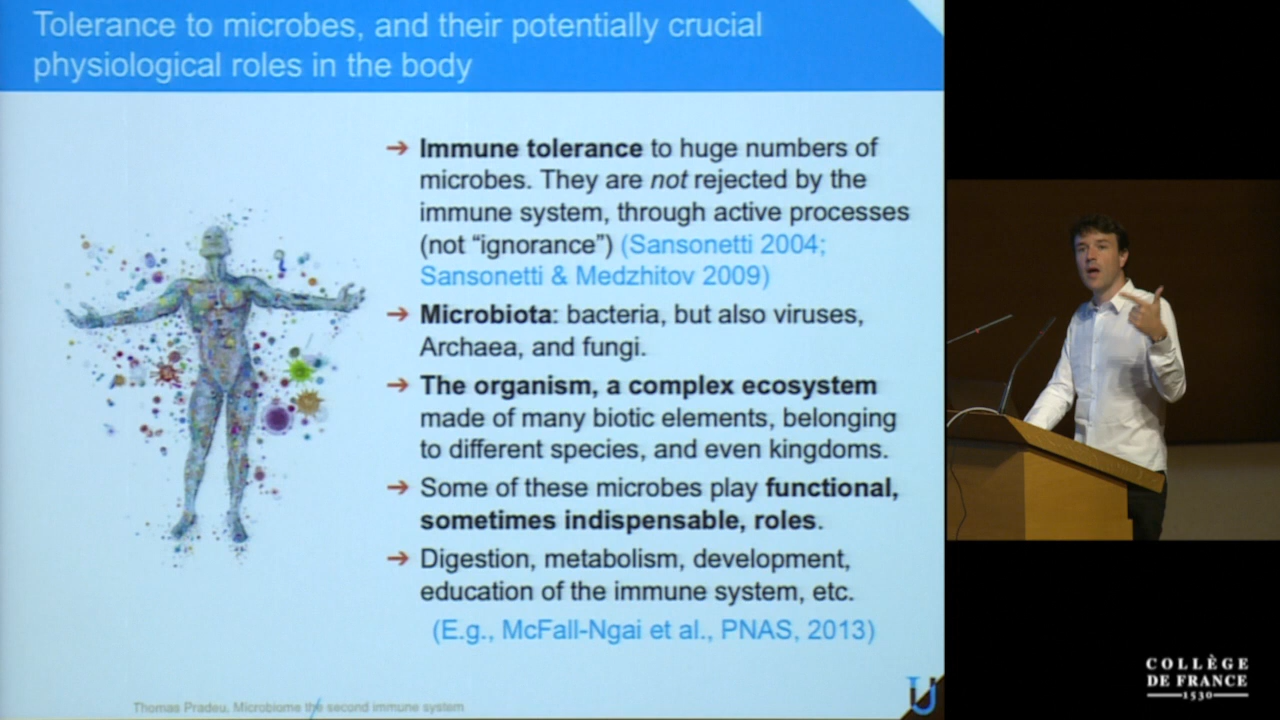 Tolerance to microbes, and their potentially crucial
physiological roles in the body
➔ Immune tolerance to huge numbers of
microbes. They are not rejected by the
immune system, through active processes
(not “ignorance”) (Sansonetti 2004;
Sansonetti & Medzhitov 2009)
➔ Microbiota: bacteria, but also viruses,
Archaea, and fungi.
➔ The organism, a complex ecosystem
made of many biotic elements, belonging
to different species, and even kingdoms.
➔ Some of these microbes play functional,
sometimes indispensable, roles.
➔ Digestion, metabolism, development,
education of the immune system, etc.
(E.g., McFall-Ngai et al., PNAS, 2013)
Thomas Pradeu, Microbiome the second immune system
COLLÈGE
DE FRANCE
1530